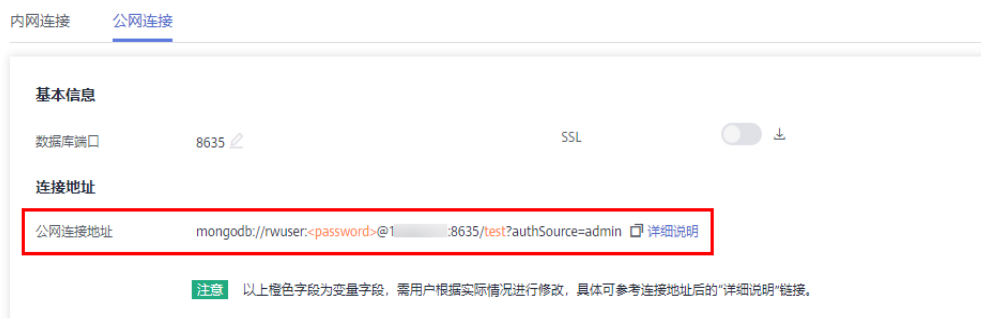 内网连接 公网连接
基本信息
数据库端口 8635 SSL
连接地址
公网连接地址 mongodb://rwuser:<password>@1 :8635/test?authSource=admin 详细说明
注意 以上橙色字段为变量字段，需用户根据实际情况进行修改，具体可参考连接地址后的“详细说明”链接。